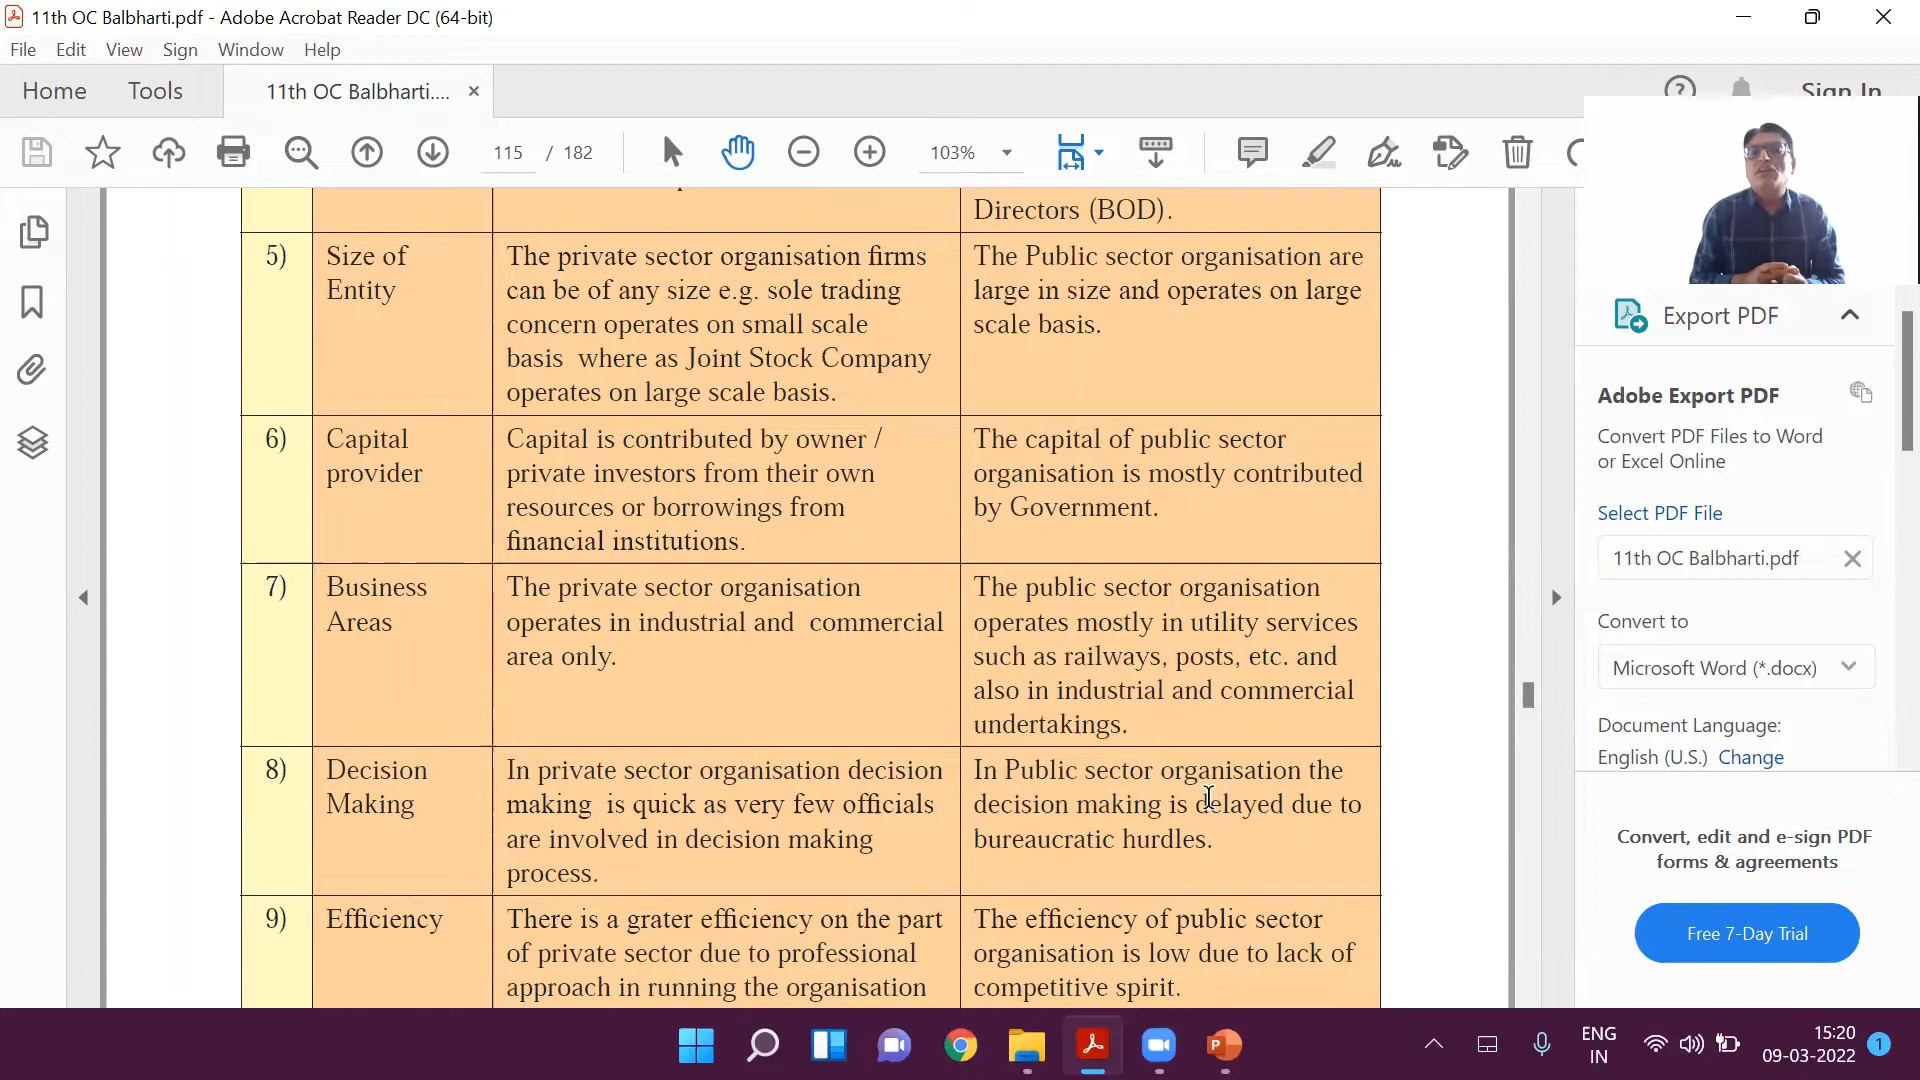 11th OC Balbharti.pdf - Adobe Acrobat Reader DC (64-bit)
File Edit View Sign Window Help
Home Tools 11th OC Balbharti.... × Sign In
115 / 182 103%
Directors (BOD).
5) Size of Entity
The private sector organisation firms
can be of any size e.g. sole trading
concern operates on small scale
basis where as Joint Stock Company
operates on large scale basis.
The Public sector organisation are
large in size and operates on large
scale basis.
6) Capital provider
Capital is contributed by owner /
private investors from their own
resources or borrowings from
financial institutions.
The capital of public sector
organisation is mostly contributed
by Government.
7) Business Areas
The private sector organisation
operates in industrial and commercial
area only.
The public sector organisation
operates mostly in utility services
such as railways, posts, etc. and
also in industrial and commercial
undertakings.
8) Decision Making
In private sector organisation decision
making is quick as very few officials
are involved in decision making
process.
In Public sector organisation the
decision making is delayed due to
bureaucratic hurdles.
9) Efficiency
There is a grater efficiency on the part
of private sector due to professional
approach in running the organisation
The efficiency of public sector
organisation is low due to lack of
competitive spirit.
Export PDF
Adobe Export PDF
Convert PDF Files to Word
or Excel Online
Select PDF File
11th OC Balbharti.pdf
Convert to
Microsoft Word (*.docx)
Document Language:
English (U.S.) Change
Convert, edit and e-sign PDF
forms & agreements
Free 7-Day Trial
ENG
IN
15:20
09-03-2022
1